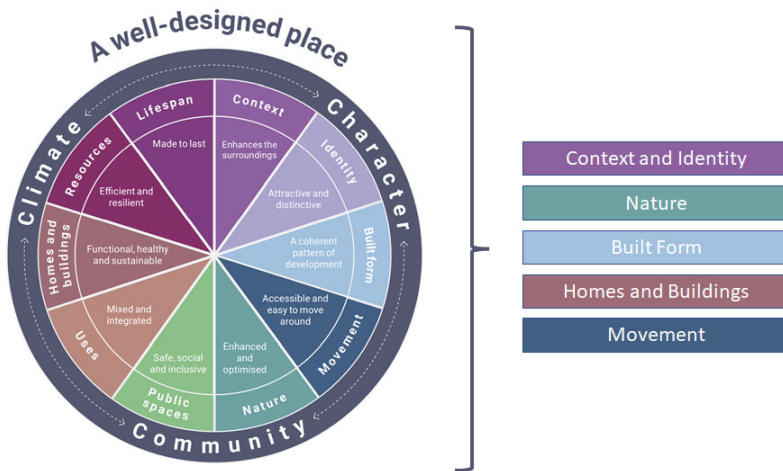 A well-designed place
Climate
Character
Community
Context
Enhances the
surroundings
Identity
Attractive and
distinctive
Built form
A coherent
pattern of
development
Movement
Accessible and
easy to move
around
Nature
Enhanced
and
optimised
Public
spaces
Safe, social
and inclusive
Uses
Mixed and
integrated
Homes and
buildings
Functional, healthy
and sustainable
Resources
Efficient and
resilient
Lifespan
Made to last
Context and Identity
Nature
Built Form
Homes and Buildings
Movement